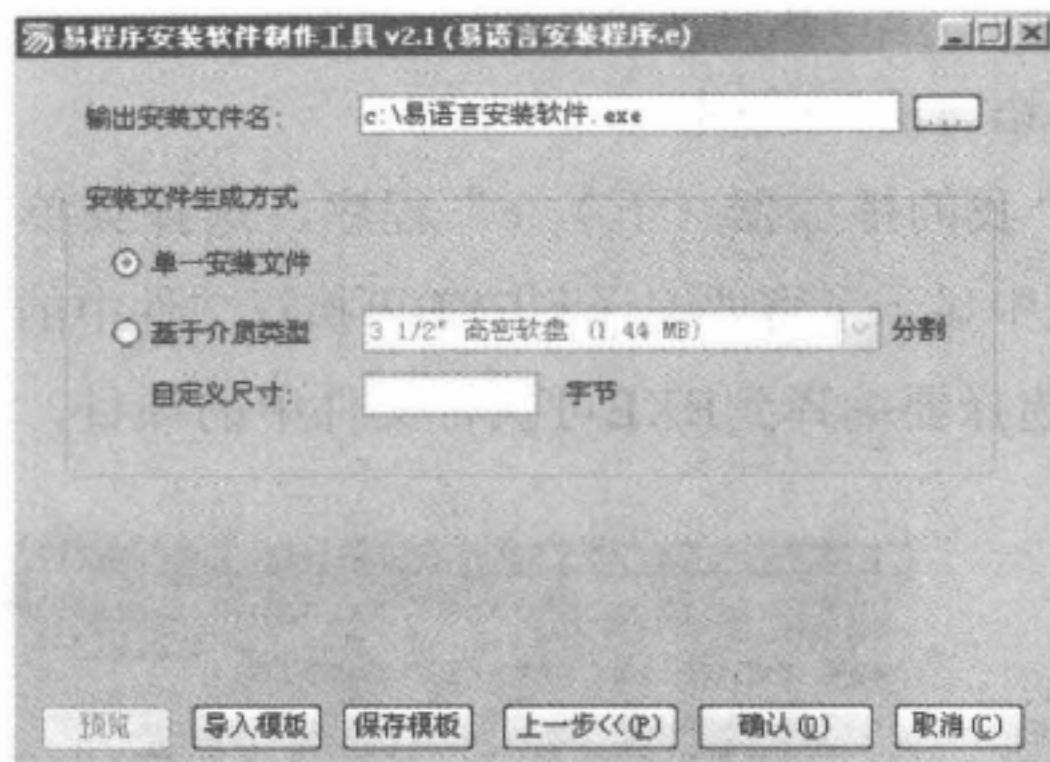 易程序安装软件制作工具 v2.1 (易语言安装程序.e)
输出安装文件名: c:\易语言安装软件.exe ...
安装文件生成方式
单一安装文件
基于介质类型 3 1/2" 高密软盘 (1.44 MB) 分割
自定义尺寸: 字节
预览 导入模板 保存模板 上一步<<(P) 确认(O) 取消(C)